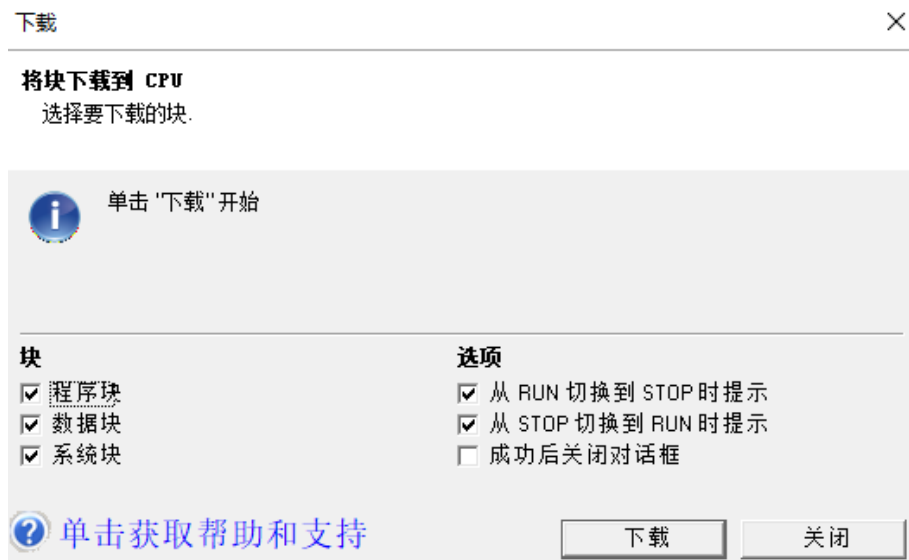 下载
将块下载到 CPU
选择要下载的块.
单击 "下载" 开始
块
选项
程序块
从 RUN 切换到 STOP 时提示
数据块
从 STOP 切换到 RUN 时提示
系统块
成功后关闭对话框
单击获取帮助和支持
下载
关闭